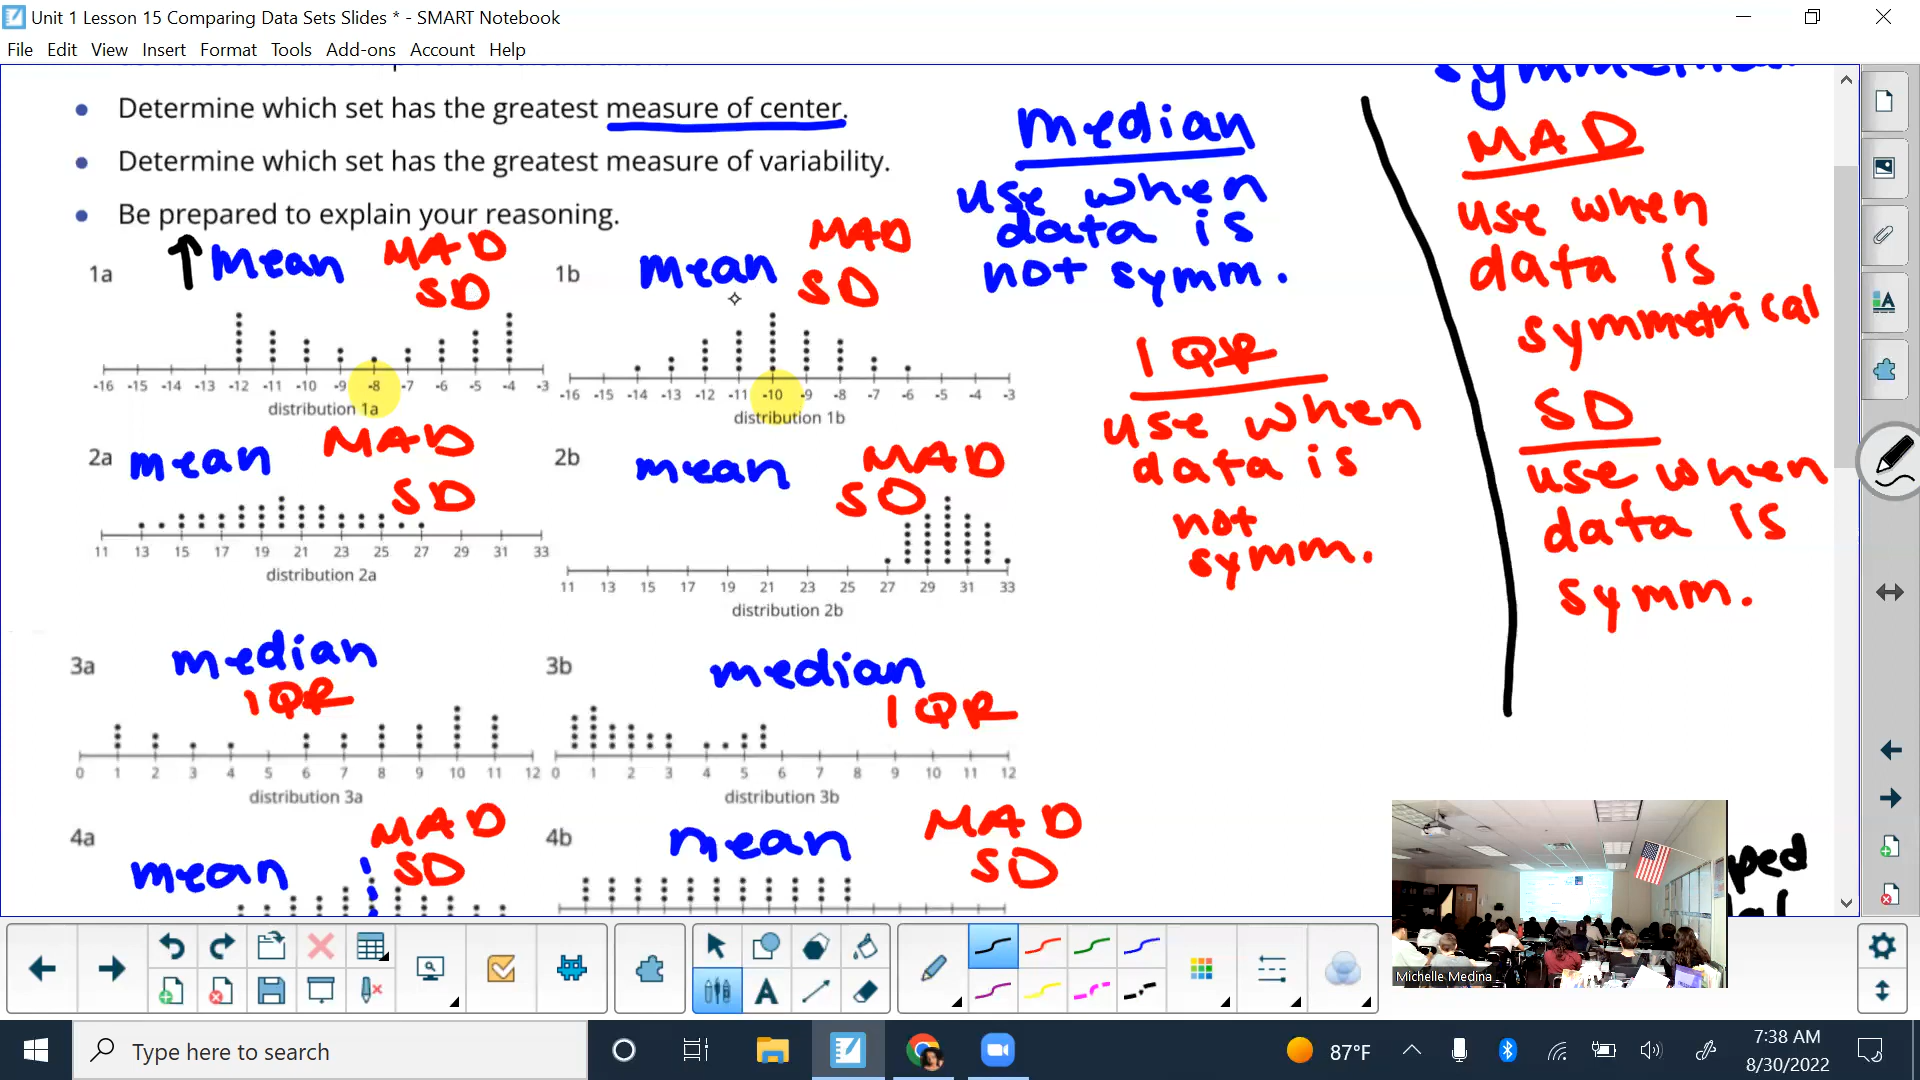 Unit 1 Lesson 15 Comparing Data Sets Slides * - SMART Notebook
File Edit View Insert Format Tools Add-ons Account Help
• Determine which set has the greatest measure of center.
• Determine which set has the greatest measure of variability.
• Be prepared to explain your reasoning.
median
use when
data is
not symm.
IQR
use when
data is
not
symm.
MAD
use when
data is
symmetrical
SD
use when
data is
symm.
1a ↑ mean MAD
SD
-16 -15 -14 -13 -12 -11 -10 -9 -8 -7 -6 -5 -4 -3
distribution 1a
1b mean MAD
SD
-16 -15 -14 -13 -12 -11 -10 -9 -8 -7 -6 -5 -4 -3
distribution 1b
2a mean MAD
SD
11 13 15 17 19 21 23 25 27 29 31 33
distribution 2a
2b mean MAD
SD
11 13 15 17 19 21 23 25 27 29 31 33
distribution 2b
3a median
IQR
0 1 2 3 4 5 6 7 8 9 10 11 12
distribution 3a
3b median
IQR
0 1 2 3 4 5 6 7 8 9 10 11 12
distribution 3b
4a mean MAD
SD
4b mean MAD
SD
Michelle Medina
Type here to search
87°F
7:38 AM
8/30/2022